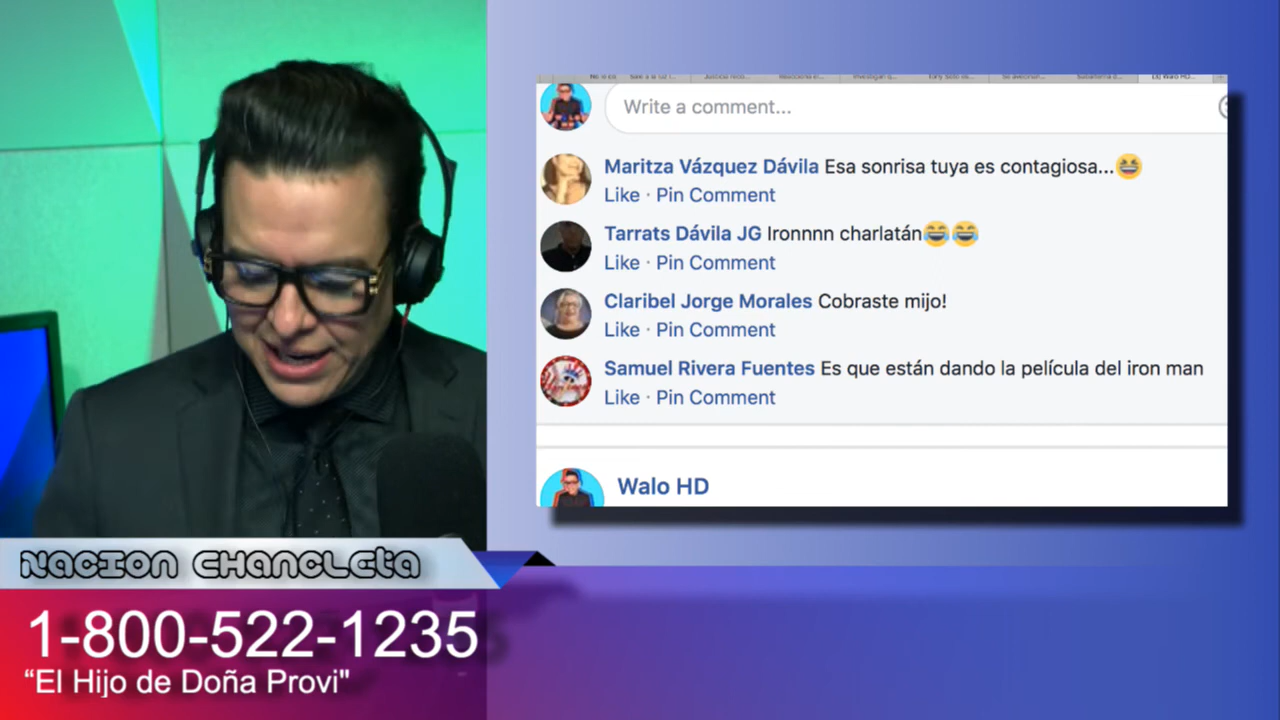 Write a comment...
Maritza Vázquez Dávila Esa sonrisa tuya es contagiosa...😆
Like · Pin Comment
Tarrats Dávila JG Ironnnn charlatán😂😂
Like · Pin Comment
Claribel Jorge Morales Cobraste mijo!
Like · Pin Comment
Samuel Rivera Fuentes Es que están dando la película del iron man
Like · Pin Comment
Walo HD
Nacion Chancleta
1-800-522-1235
“El Hijo de Doña Provi"